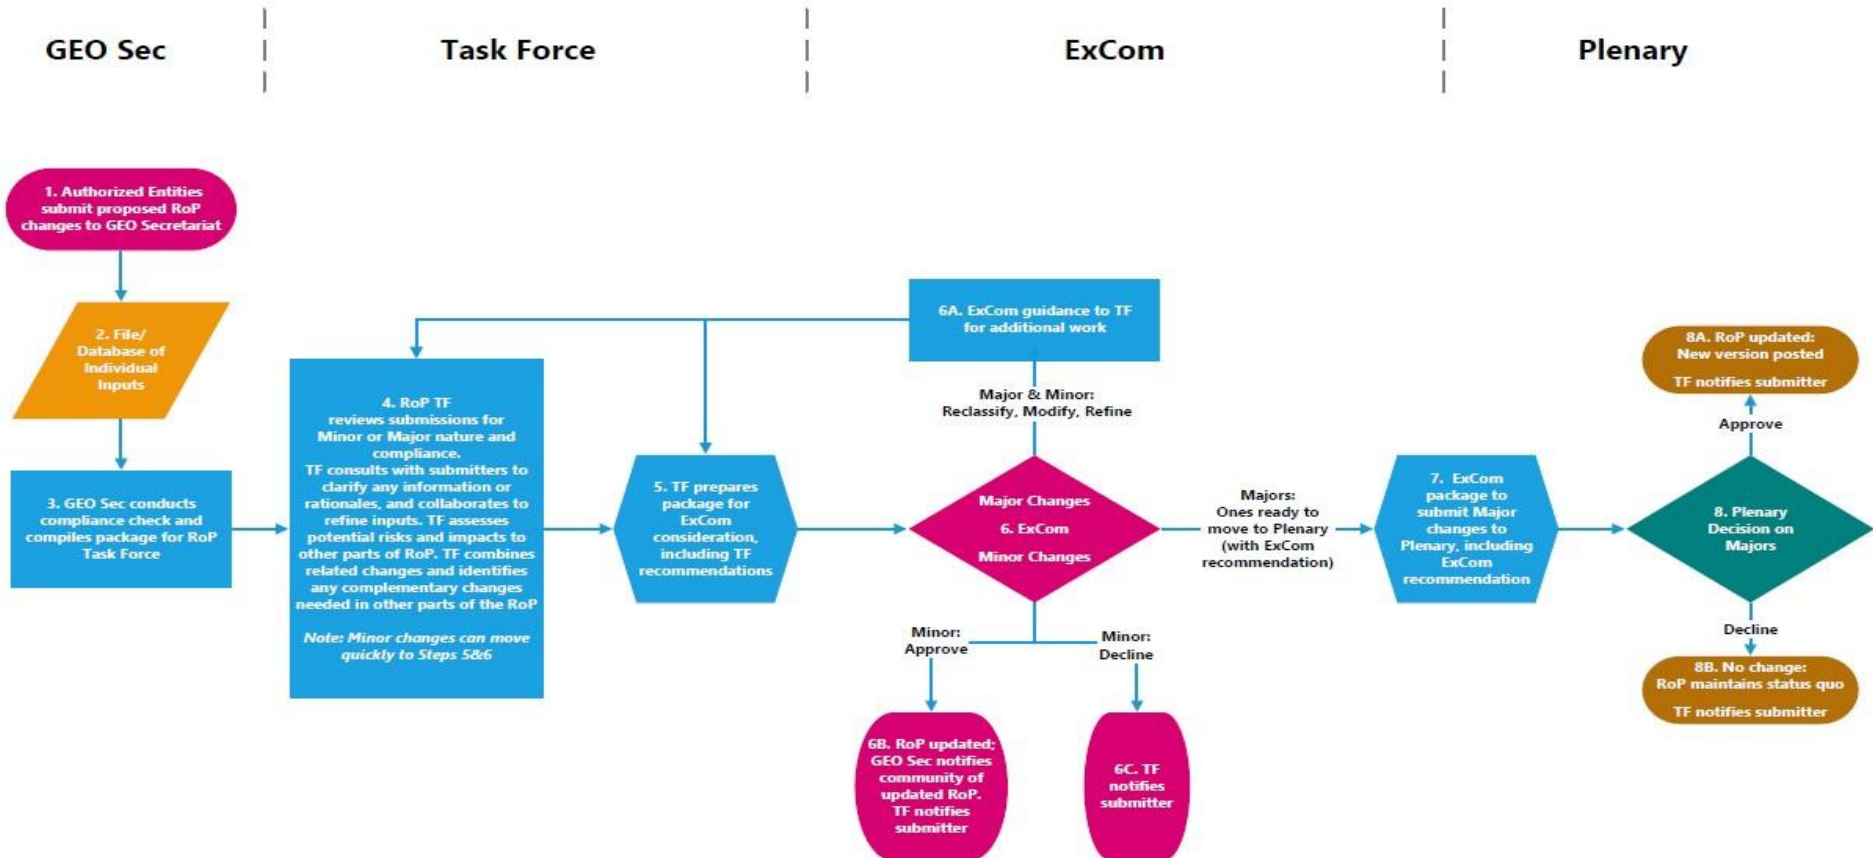 GEO Sec
Task Force
ExCom
Plenary
1. Authorized Entities
submit proposed RoP
changes to GEO Secretariat
2. File/
Database of
Individual
Inputs
3. GEO Sec conducts
compliance check and
compiles package for RoP
Task Force
4. RoP TF
reviews submissions for
Minor or Major nature and
compliance.
TF consults with submitters to
clarify any information or
rationales, and collaborates to
refine inputs. TF assesses
potential risks and impacts to
other parts of RoP. TF combines
related changes and identifies
any complementary changes
needed in other parts of the RoP
Note: Minor changes can move
quickly to Steps 5&6
5. TF prepares
package for
ExCom
consideration,
including TF
recommendations
6A. ExCom guidance to TF
for additional work
Major & Minor:
Reclassify, Modify, Refine
Major Changes
6. ExCom
Minor Changes
Minor:
Approve
Minor:
Decline
6B. RoP updated;
GEO Sec notifies
community of
updated RoP.
TF notifies
submitter
6C. TF
notifies
submitter
Majors:
Ones ready to
move to Plenary
(with ExCom
recommendation)
7. ExCom
package to
submit Major
changes to
Plenary, including
ExCom
recommendation
8. Plenary
Decision on
Majors
Approve
8A. RoP updated:
New version posted
TF notifies submitter
Decline
8B. No change:
RoP maintains status quo
TF notifies submitter